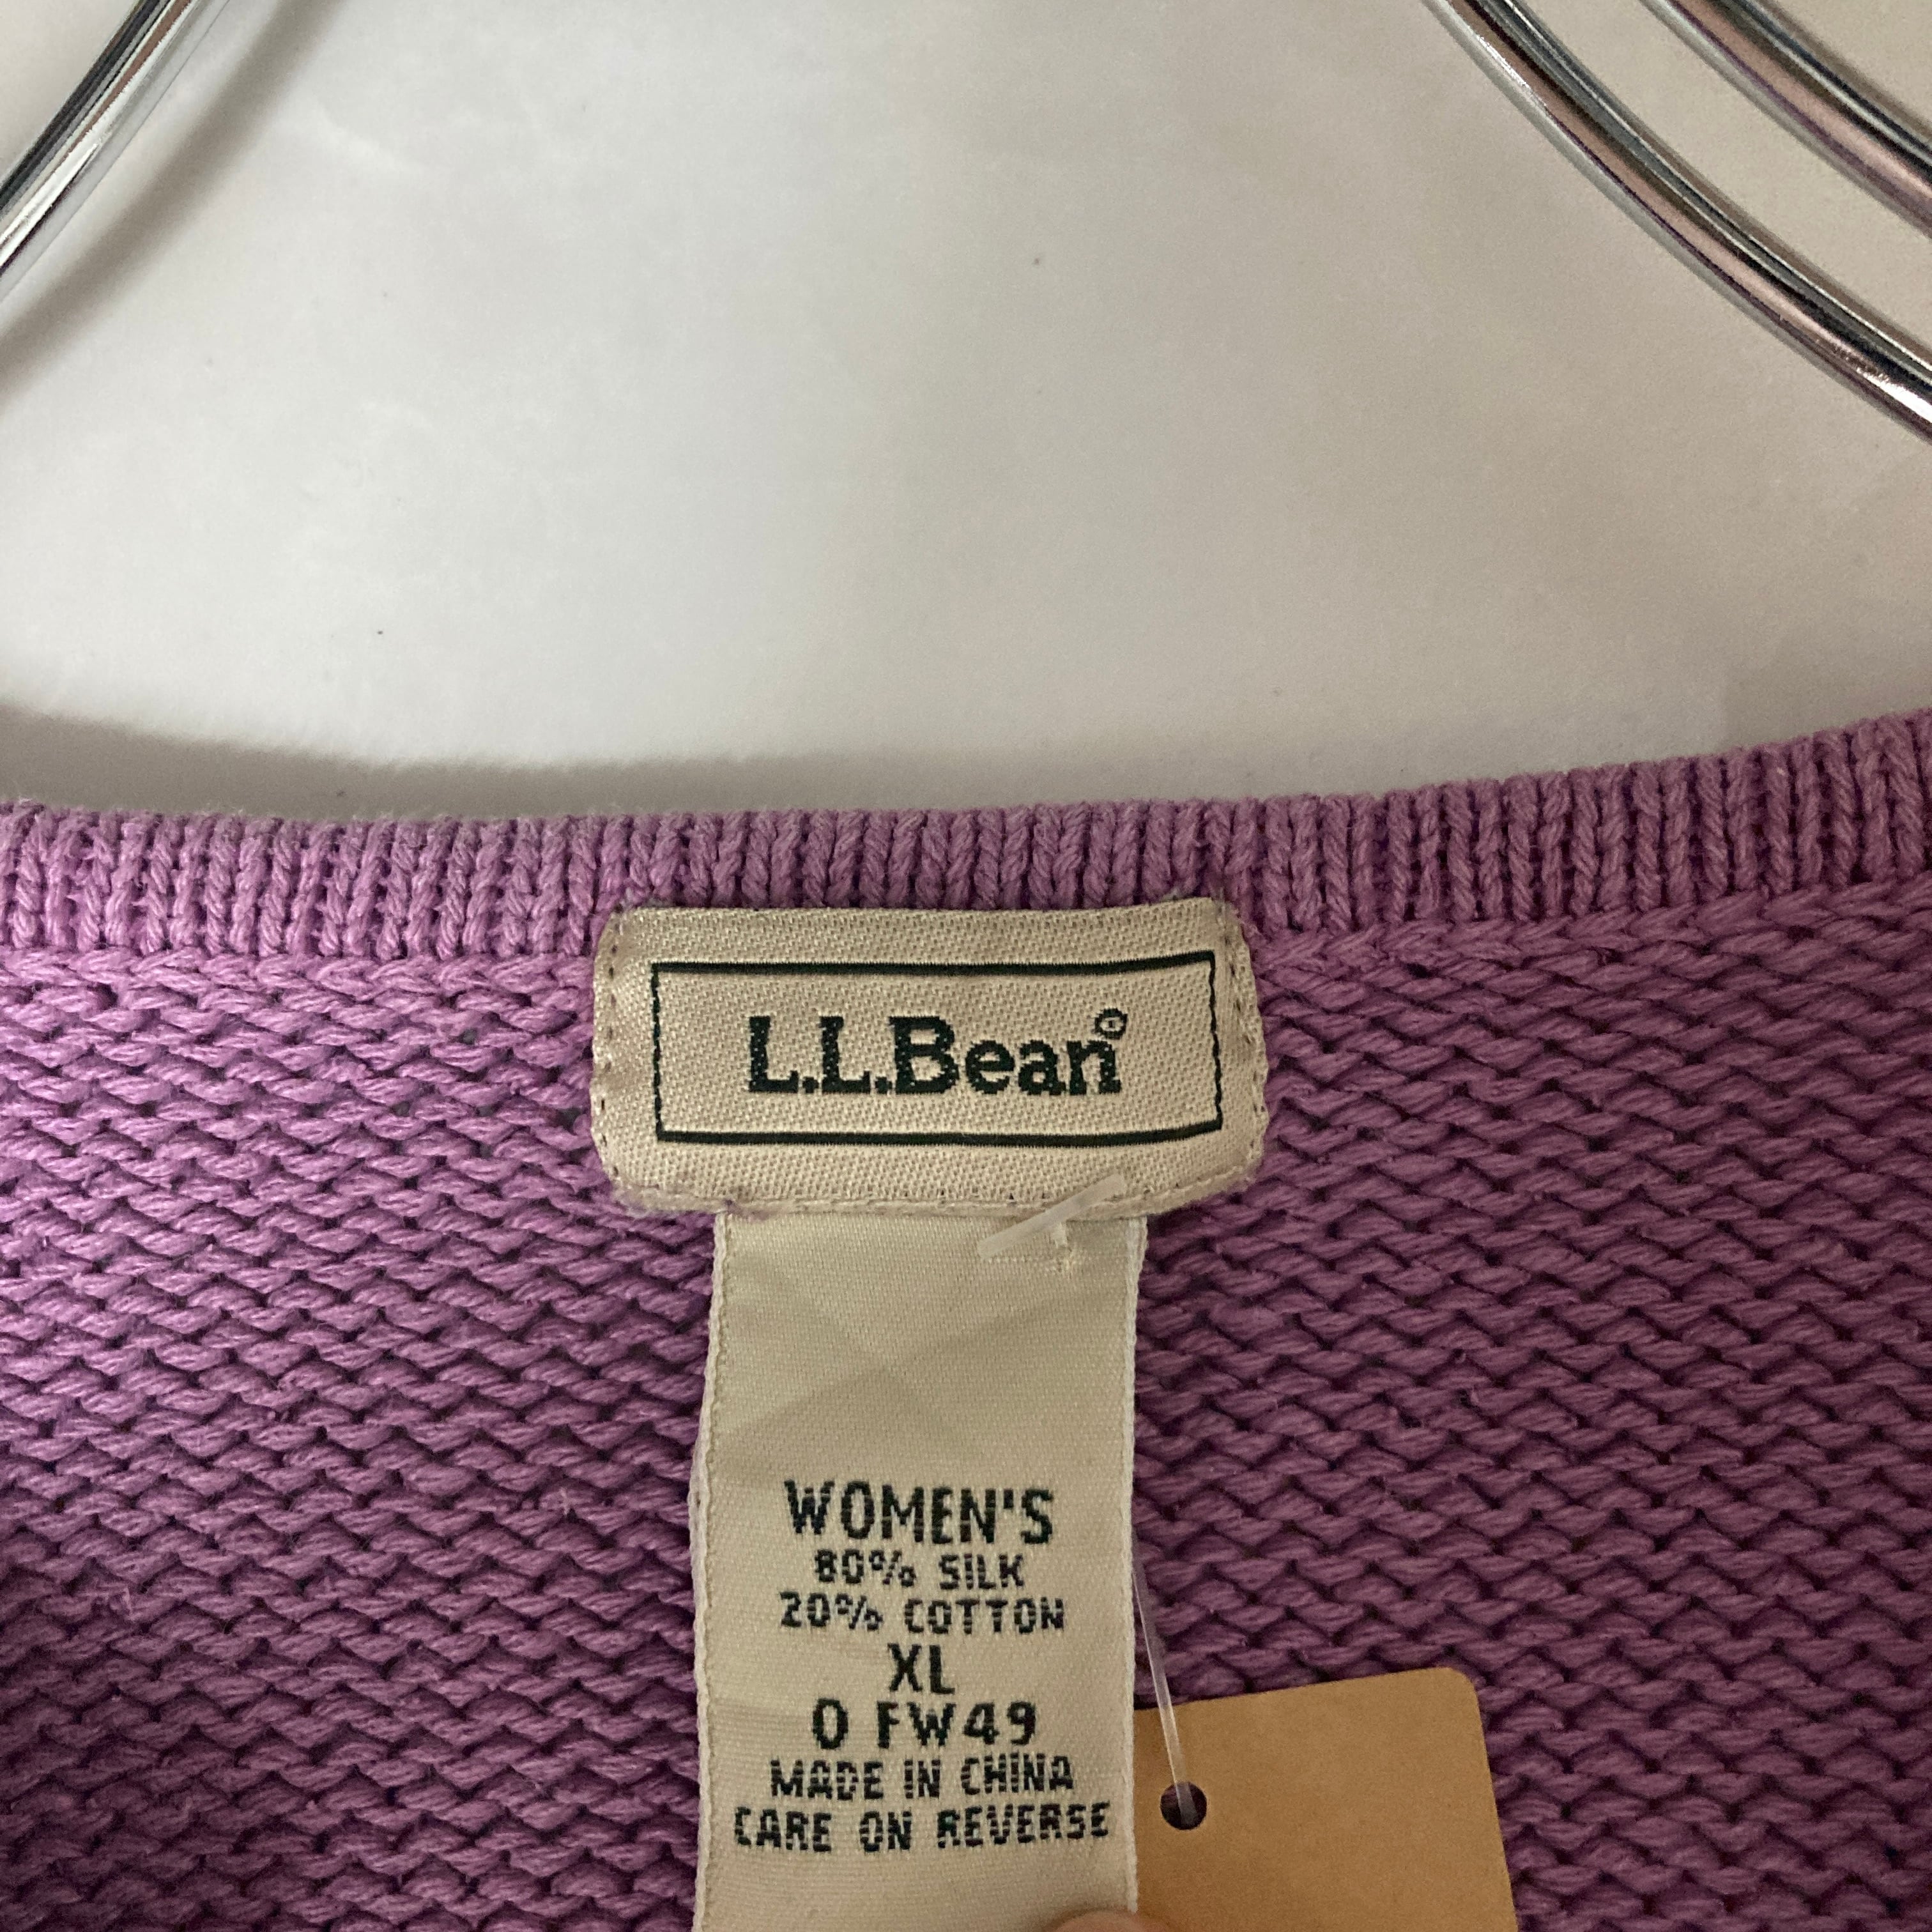 L.L.Bean®
WOMEN'S
80% SILK
20% COTTON
XL
0 FW49
MADE IN CHINA
CARE ON REVERSE